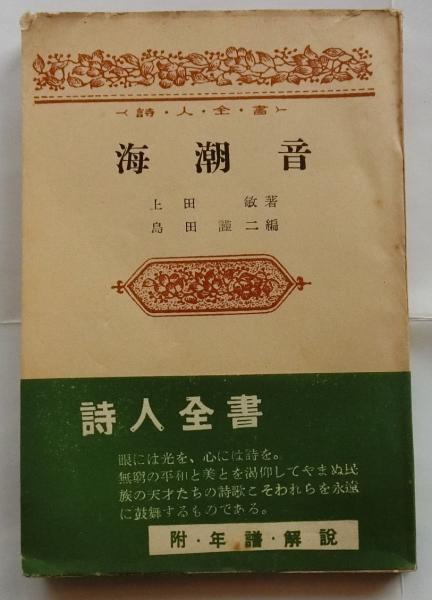 詩・人・全・書
海潮音
上田 敏著
島田謹二編
詩人全書
眼には光を、心には詩を。
無窮の平和と美とを渇仰してやまぬ民
族の天才たちの詩歌こそわれらを永遠
に鼓舞するものである。
附・年譜・解說